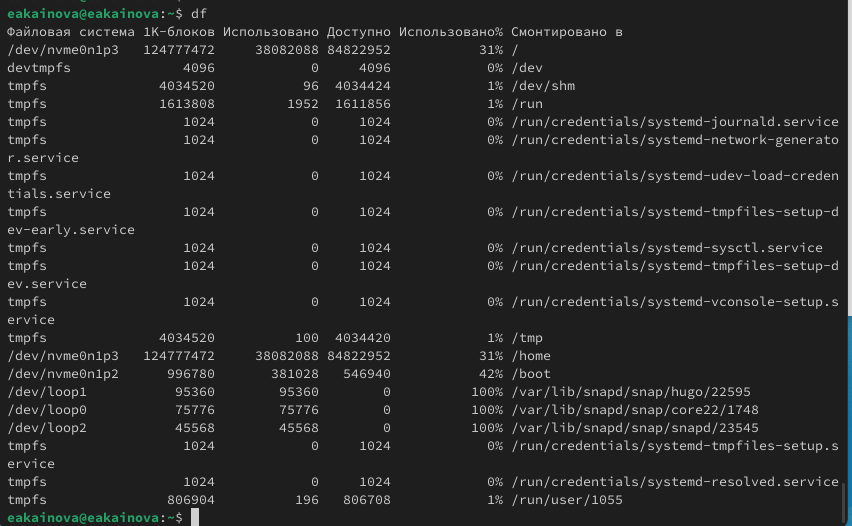 eakainova@eakainova:~$ df
Файловая система 1K-блоков Использовано Доступно Использовано% Смонтировано в
/dev/nvme0n1p3   124777472     38082088 84822952           31% /
devtmpfs              4096            0     4096            0% /dev
tmpfs              4034520           96  4034424            1% /dev/shm
tmpfs              1613808         1952  1611856            1% /run
tmpfs                 1024            0     1024            0% /run/credentials/systemd-journald.service
tmpfs                 1024            0     1024            0% /run/credentials/systemd-network-generato
r.service
tmpfs                 1024            0     1024            0% /run/credentials/systemd-udev-load-creden
tials.service
tmpfs                 1024            0     1024            0% /run/credentials/systemd-tmpfiles-setup-d
ev-early.service
tmpfs                 1024            0     1024            0% /run/credentials/systemd-sysctl.service
tmpfs                 1024            0     1024            0% /run/credentials/systemd-tmpfiles-setup-d
ev.service
tmpfs                 1024            0     1024            0% /run/credentials/systemd-vconsole-setup.s
ervice
tmpfs              4034520          100  4034420            1% /tmp
/dev/nvme0n1p3   124777472     38082088 84822952           31% /home
/dev/nvme0n1p2      996780       381028   546940           42% /boot
/dev/loop1           95360        95360        0          100% /var/lib/snapd/snap/hugo/22595
/dev/loop0           75776        75776        0          100% /var/lib/snapd/snap/core22/1748
/dev/loop2           45568        45568        0          100% /var/lib/snapd/snap/snapd/23545
tmpfs                 1024            0     1024            0% /run/credentials/systemd-tmpfiles-setup.s
ervice
tmpfs                 1024            0     1024            0% /run/credentials/systemd-resolved.service
tmpfs               806904          196   806708            1% /run/user/1055
eakainova@eakainova:~$